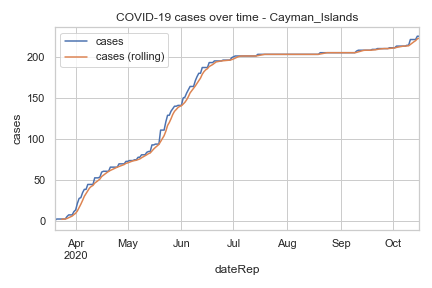 COVID-19 cases over time - Cayman_Islands
cases
cases (rolling)
200
150
100
50
0
cases
Apr May Jun Jul Aug Sep Oct
2020
dateRep